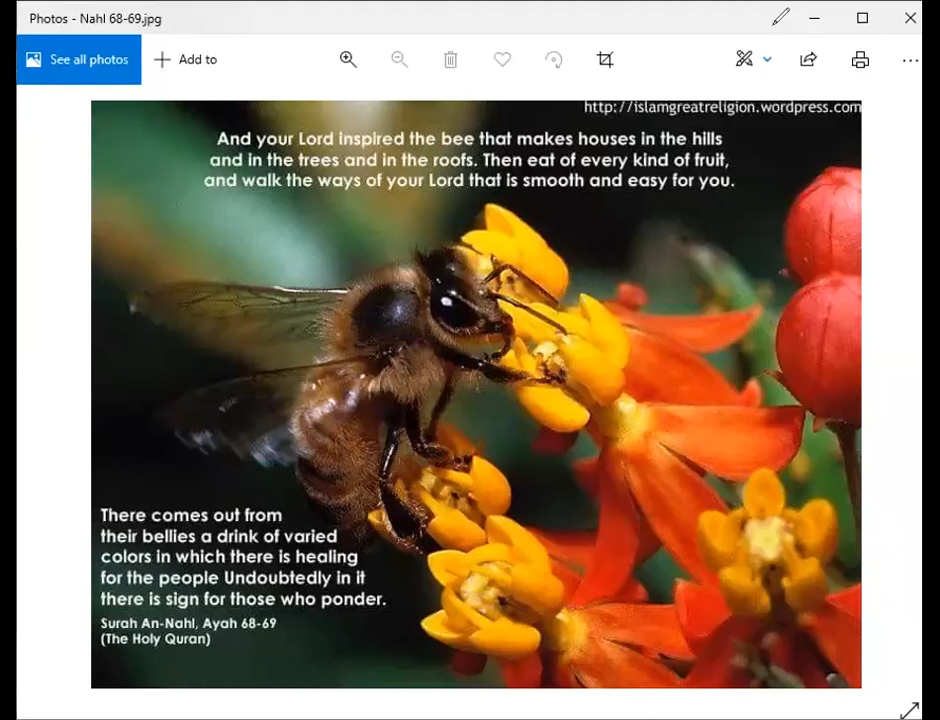 Photos - Nahl 68-69.jpg
See all photos
Add to
http://islamgreatreligion.wordpress.com
And your Lord inspired the bee that makes houses in the hills
and in the trees and in the roofs. Then eat of every kind of fruit,
and walk the ways of your Lord that is smooth and easy for you.
There comes out from
their bellies a drink of varied
colors in which there is healing
for the people Undoubtedly in it
there is sign for those who ponder.
Surah An-Nahl, Ayah 68-69
(The Holy Quran)